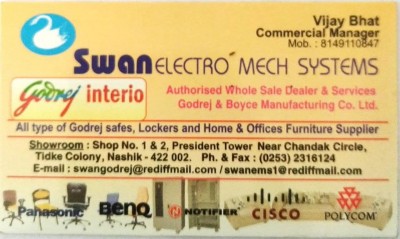 Vijay Bhat
Commercial Manager
Mob. : 8149110847
Swan ELECTRO MECH SYSTEMS
Godrej interio
Authorised Whole Sale Dealer & Services
Godrej & Boyce Manufacturing Co. Ltd.
All type of Godrej safes, Lockers and Home & Offices Furniture Supplier
Showroom : Shop No. 1 & 2, President Tower Near Chandak Circle,
Tidke Colony, Nashik - 422 002. Ph. & Fax : (0253) 2316124
E-mail : swangodrej@rediffmail.com / swanems1@rediffmail.com
Panasonic BenQ NOTIFIER CISCO POLYCOM